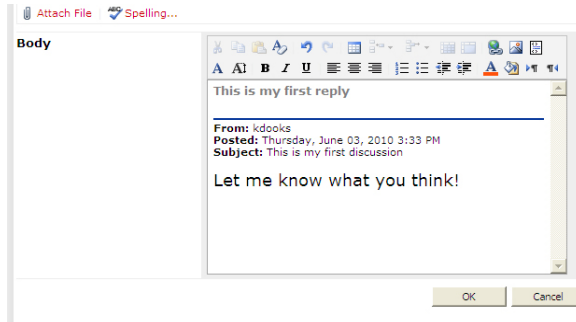 Attach File Spelling...
Body
This is my first reply
From: kdooks
Posted: Thursday, June 03, 2010 3:33 PM
Subject: This is my first discussion
Let me know what you think!
OK Cancel